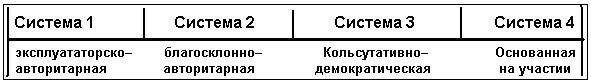 Система 1 Система 2 Система 3 Система 4
эксплуататорско– благосклонно– Кольсутативно– Основанная
авторитарная авторитарная демократическая на участии